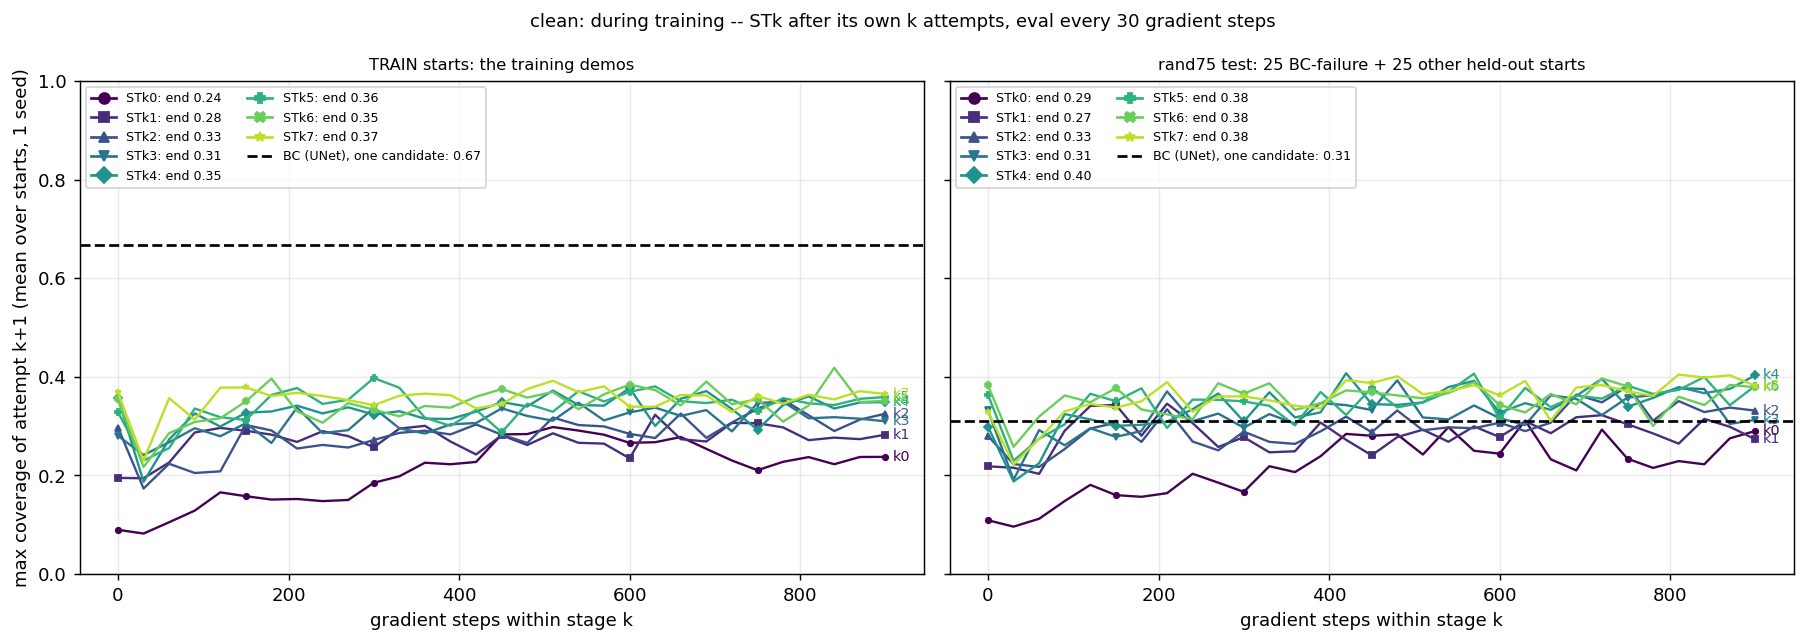 clean: during training -- STk after its own k attempts, eval every 30 gradient steps
TRAIN starts: the training demos
max coverage of attempt k+1 (mean over starts, 1 seed)
1.0
0.8
0.6
0.4
0.2
0.0
STk0: end 0.24
STk1: end 0.28
STk2: end 0.33
STk3: end 0.31
STk4: end 0.35
STk5: end 0.36
STk6: end 0.35
STk7: end 0.37
BC (UNet), one candidate: 0.67
k4
k2
k3
k1
k0
0
200
400
600
800
gradient steps within stage k
rand75 test: 25 BC-failure + 25 other held-out starts
STk0: end 0.29
STk1: end 0.27
STk2: end 0.33
STk3: end 0.31
STk4: end 0.40
STk5: end 0.38
STk6: end 0.38
STk7: end 0.38
BC (UNet), one candidate: 0.31
k4
k6
k2
k3
k0
k1
0
200
400
600
800
gradient steps within stage k